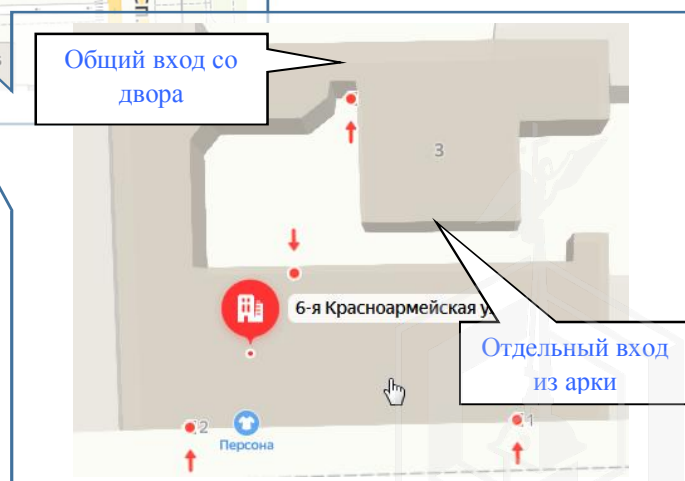 Общий вход со
двора
3
6-я Красноармейская у
Отдельный вход
из арки
2
1
Персона